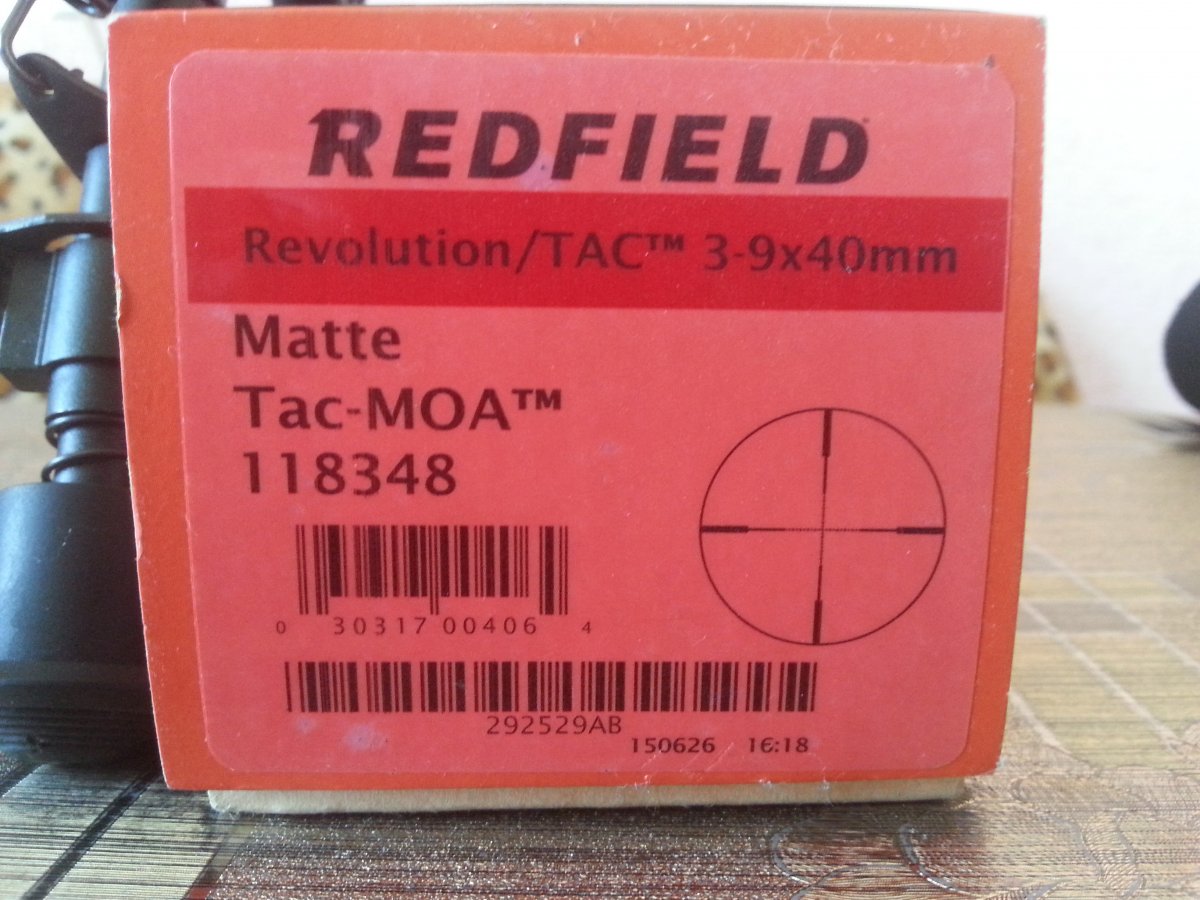 REDFIELD
Revolution/TAC™ 3-9x40mm
Matte
Tac-MOA™
118348
0 30317 00406 4
292529AB
150626 16:18